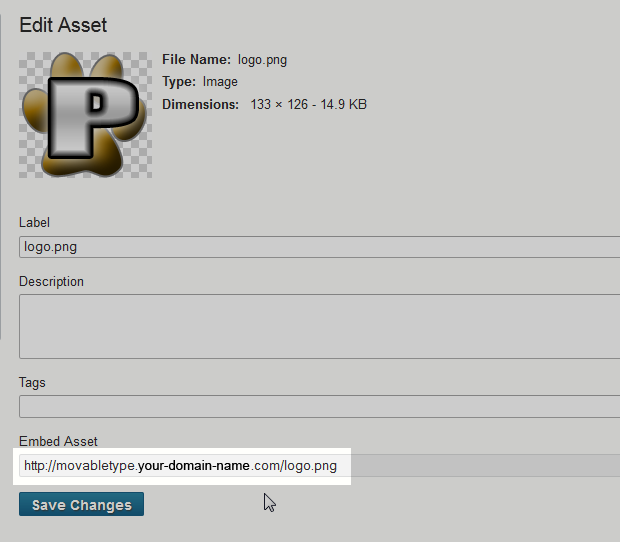 Edit Asset
P
File Name: logo.png
Type: Image
Dimensions: 133 × 126 - 14.9 KB
Label
logo.png
Description
Tags
Embed Asset
http://movabletype.your-domain-name.com/logo.png
Save Changes